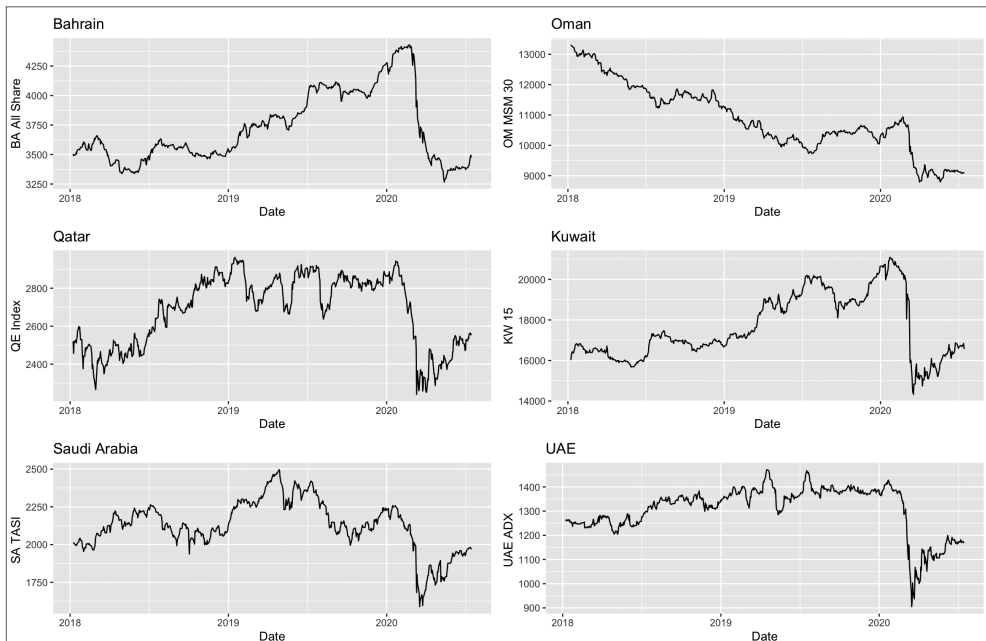 Bahrain
BA All Share
4250
4000
3750
3500
3250
2018
2019
2020
Date
Oman
OM MSM 30
13000
12000
11000
10000
9000
2018
2019
2020
Date
Qatar
QE Index
2800
2600
2400
2018
2019
2020
Date
Kuwait
KW 15
20000
18000
16000
14000
2018
2019
2020
Date
Saudi Arabia
SA TASI
2500
2250
2000
1750
2018
2019
2020
Date
UAE
UAE ADX
1400
1300
1200
1100
1000
900
2018
2019
2020
Date